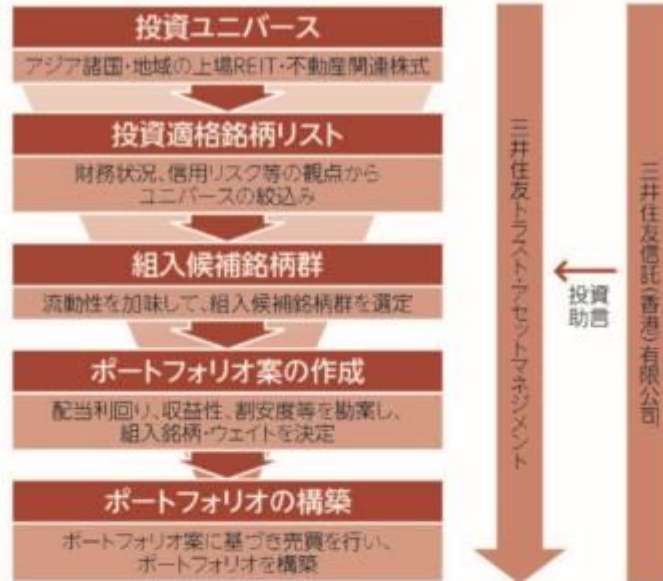 投資ユニバース
アジア諸国・地域の上場REIT・不動産関連株式
投資適格銘柄リスト
財務状況、信用リスク等の観点から
ユニバースの絞込み
組入候補銘柄群
流動性を加味して、組入候補銘柄群を選定
ポートフォリオ案の作成
配当利回り、収益性、割安度等を勘案し、
組入銘柄・ウェイトを決定
ポートフォリオの構築
ポートフォリオ案に基づき売買を行い、
ポートフォリオを構築
三井住友トラスト・アセットマネジメント
投資
助言
三井住友信託(香港)有限公司